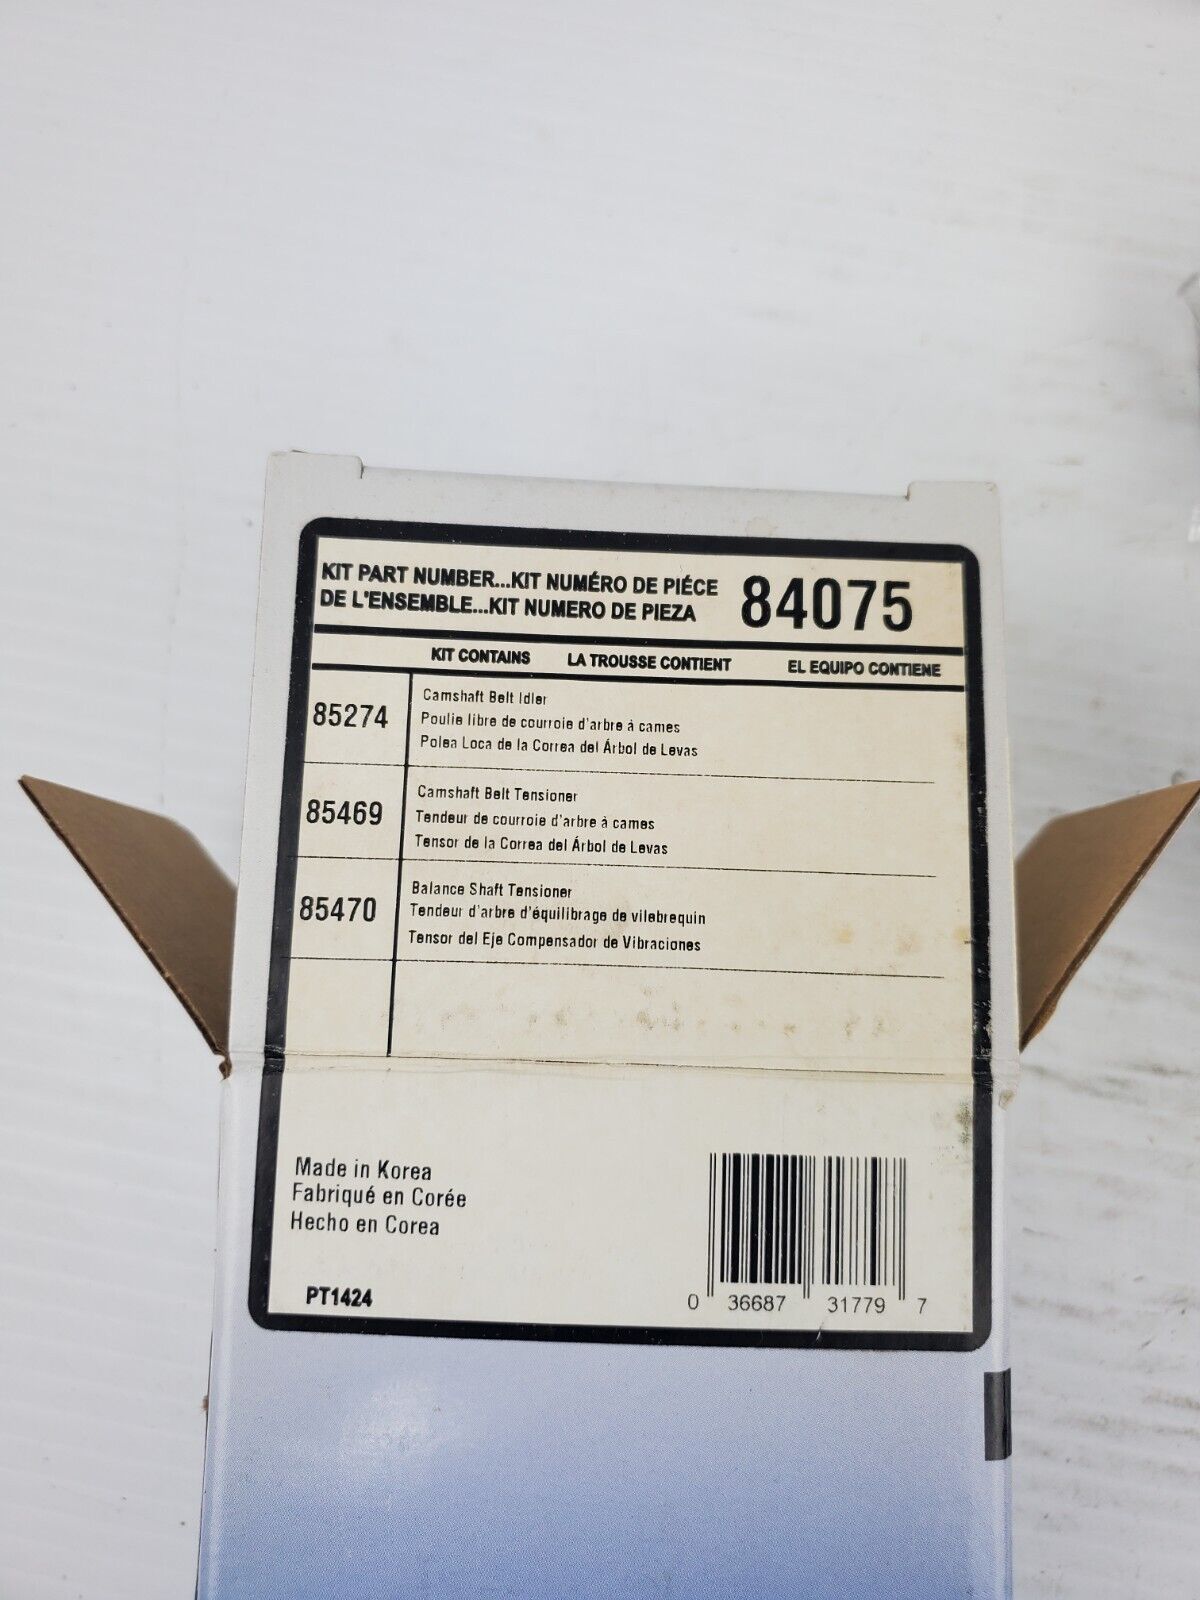 KIT PART NUMBER...KIT NUMÉRO DE PIÉCE
DE L'ENSEMBLE...KIT NUMERO DE PIEZA
84075
KIT CONTAINS LA TROUSSE CONTIENT EL EQUIPO CONTIENE
85274
Camshaft Belt Idler
Poulie libre de courroie d'arbre à cames
Polea Loca de la Correa del Árbol de Levas
85469
Camshaft Belt Tensioner
Tendeur de courroie d'arbre à cames
Tensor de la Correa del Árbol de Levas
85470
Balance Shaft Tensioner
Tendeur d'arbre d'équilibrage de vilebrequin
Tensor del Eje Compensador de Vibraciones
Made in Korea
Fabriqué en Corée
Hecho en Corea
PT1424
0 36687 31779 7